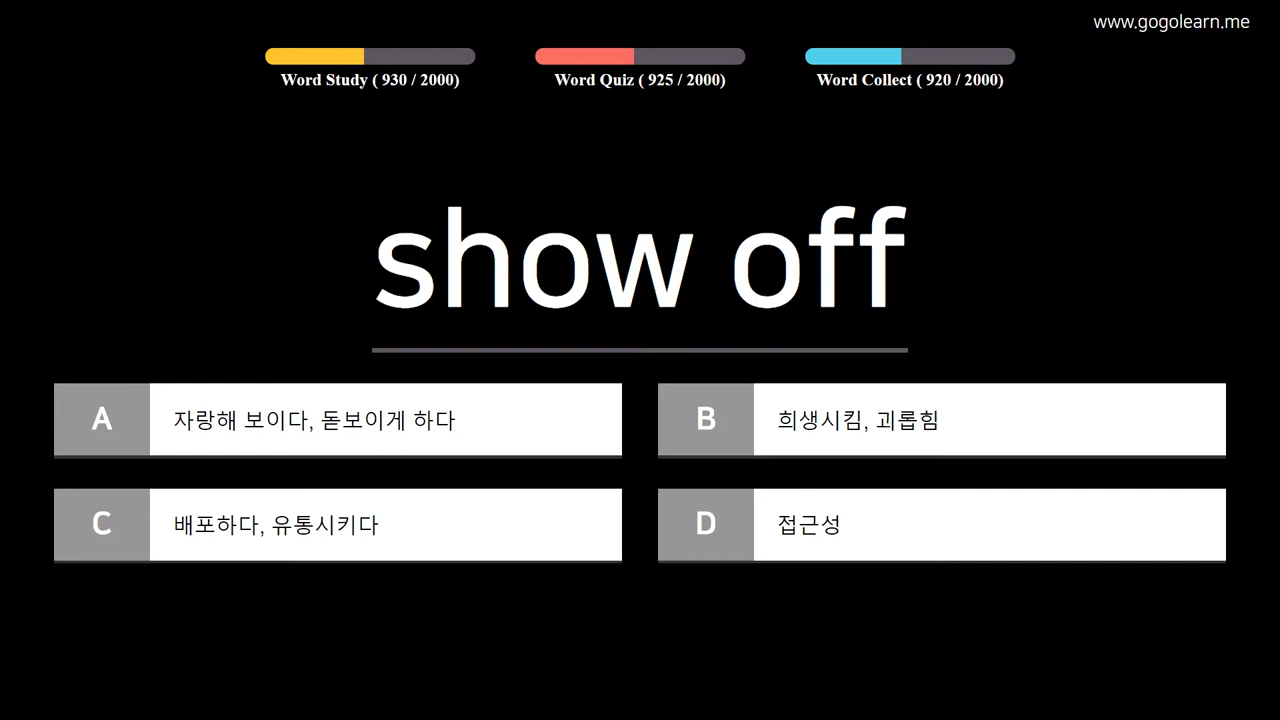 www.gogolearn.me
Word Study ( 930 / 2000)
Word Quiz ( 925 / 2000)
Word Collect ( 920 / 2000)
show off
A 자랑해 보이다, 돋보이게 하다
B 희생시킴, 괴롭힘
C 배포하다, 유통시키다
D 접근성